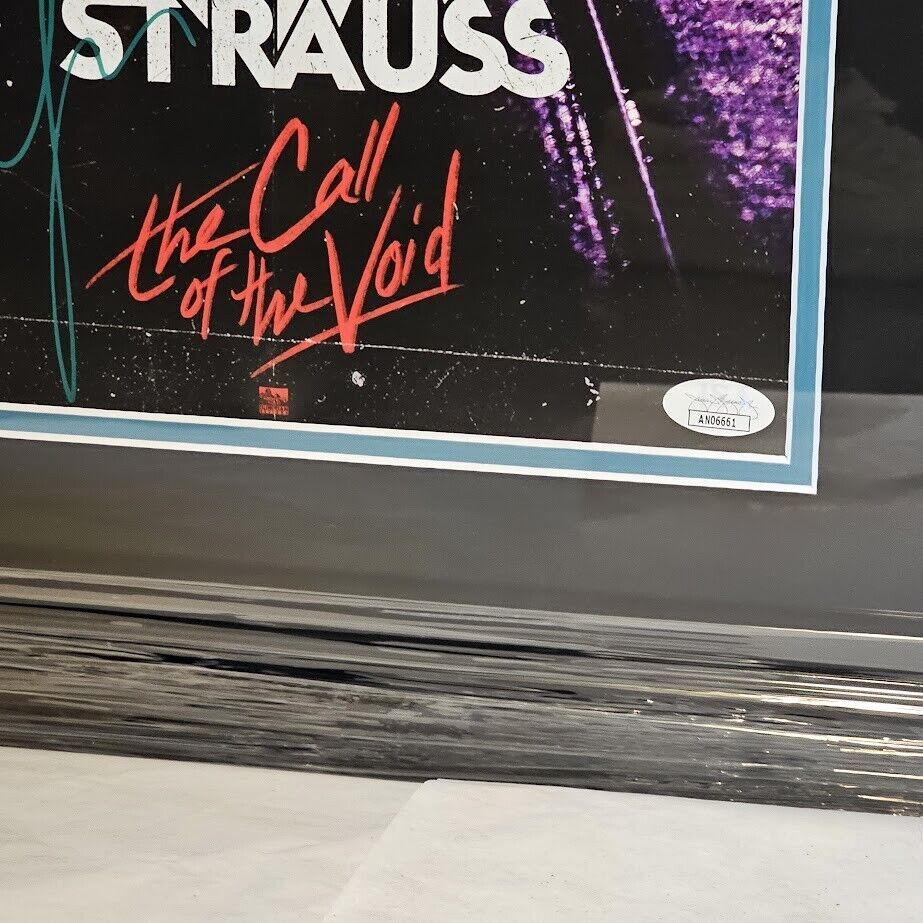 STRAUSS
the Call
of the Void
AN06661